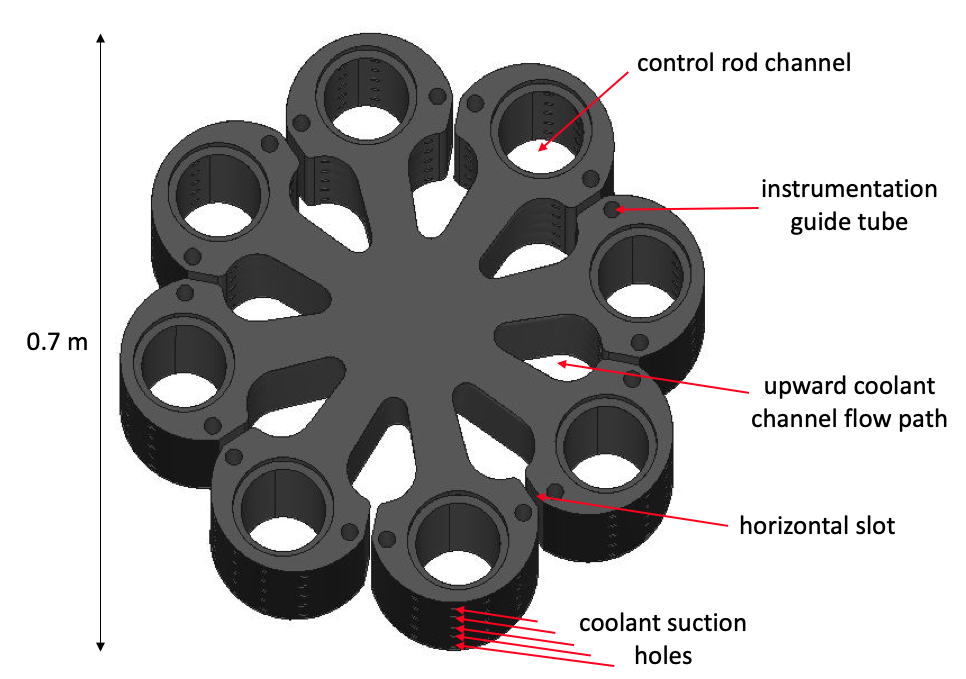 control rod channel
instrumentation
guide tube
0.7 m
upward coolant
channel flow path
horizontal slot
coolant suction
holes